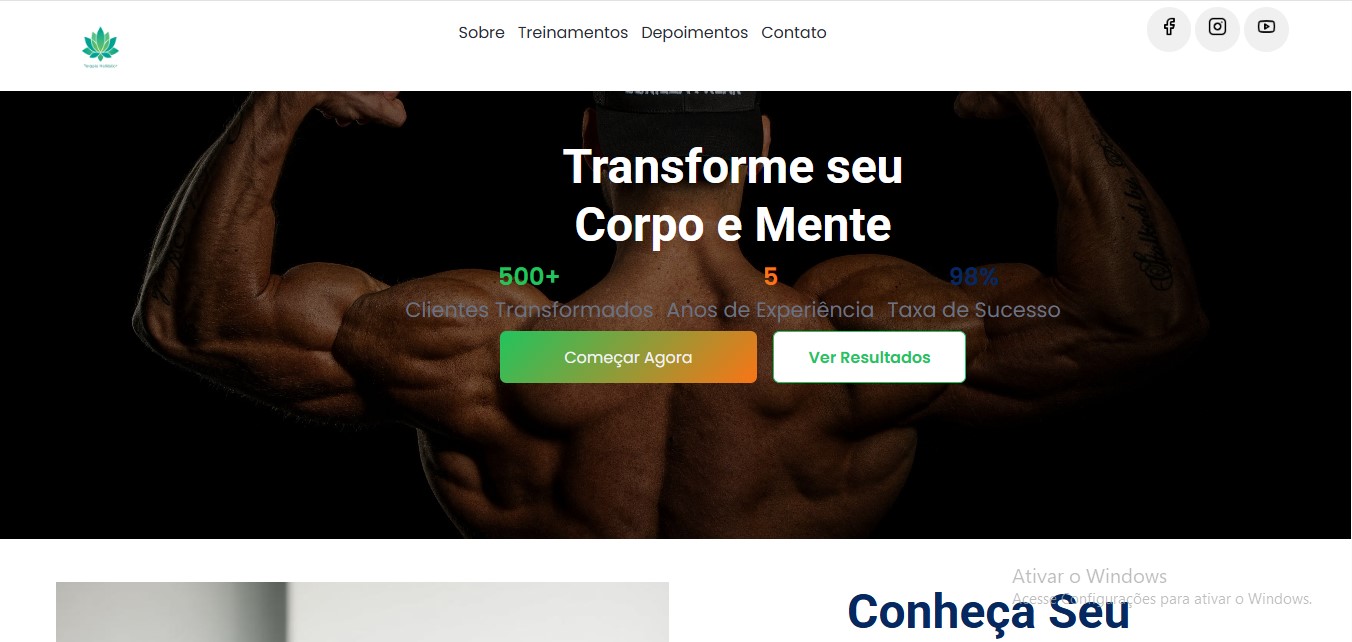 Sobre Treinamentos Depoimentos Contato
Transforme seu
Corpo e Mente
500+ 5 98%
Clientes Transformados Anos de Experiência Taxa de Sucesso
Começar Agora Ver Resultados
Ativar o Windows
Acesse Configurações para ativar o Windows.
Conheça Seu